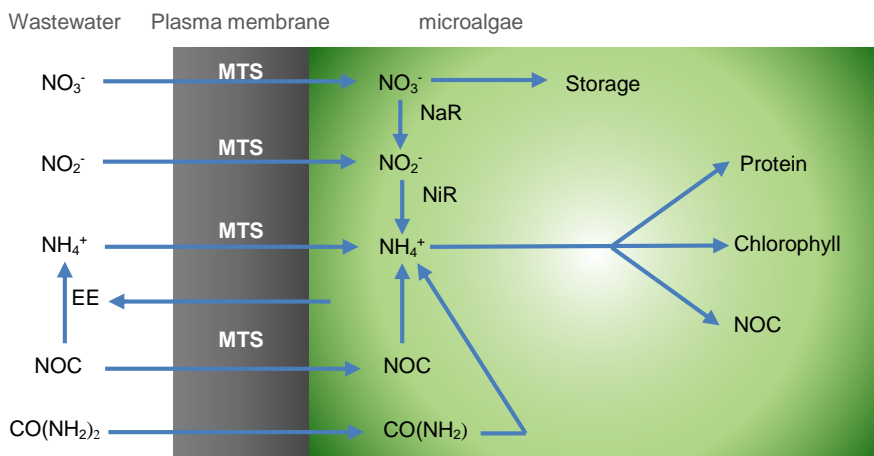 Wastewater Plasma membrane microalgae
NO₃⁻ MTS NO₃⁻ Storage
NaR
NO₂⁻ MTS NO₂⁻ Protein
NiR
NH₄⁺ MTS NH₄⁺ Chlorophyll
EE
NOC
MTS
NOC NOC
CO(NH₂)₂ CO(NH₂)